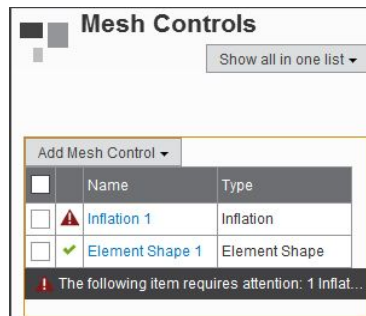 Mesh Controls
Show all in one list
Add Mesh Control
Name Type
Inflation 1 Inflation
Element Shape 1 Element Shape
The following item requires attention: 1 Inflat...